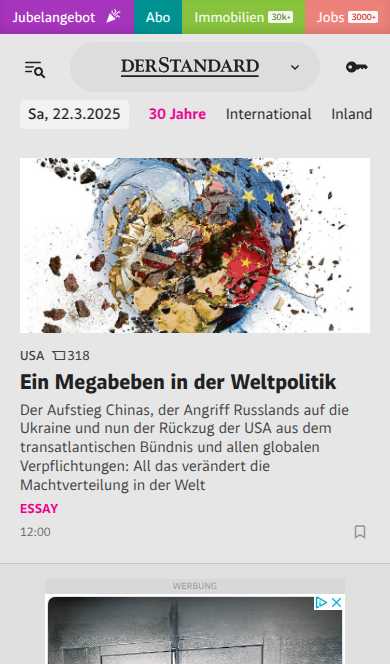 Jubelangebot Abo Immobilien 30k+ Jobs 3000+
DERSTANDARD
Sa, 22.3.2025 30 Jahre International Inland
USA 318
Ein Megabeben in der Weltpolitik
Der Aufstieg Chinas, der Angriff Russlands auf die
Ukraine und nun der Rückzug der USA aus dem
transatlantischen Bündnis und allen globalen
Verpflichtungen: All das verändert die
Machtverteilung in der Welt
ESSAY
12:00
WERBUNG